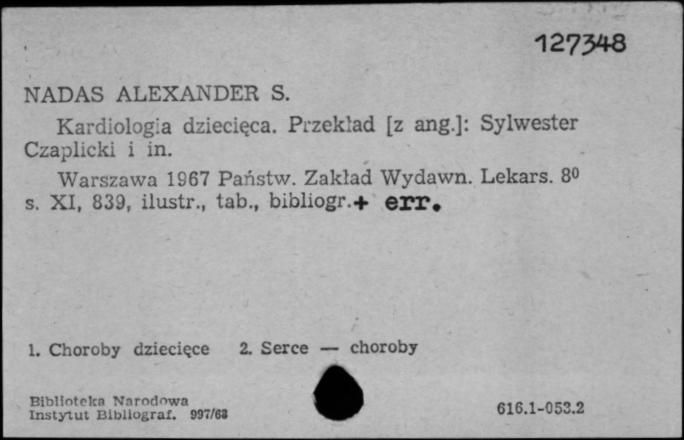 127348
NADAS ALEXANDER S.
Kardiologia dziecięca. Przekład [z ang.]: Sylwester
Czaplicki i in.
Warszawa 1967 Państw. Zakład Wydawn. Lekars. 8⁰
s. XI, 839, ilustr., tab., bibliogr.+ err.
1. Choroby dziecięce 2. Serce — choroby
Biblioteka Narodowa
Instytut Bibliograf. 997/68
616.1-053.2